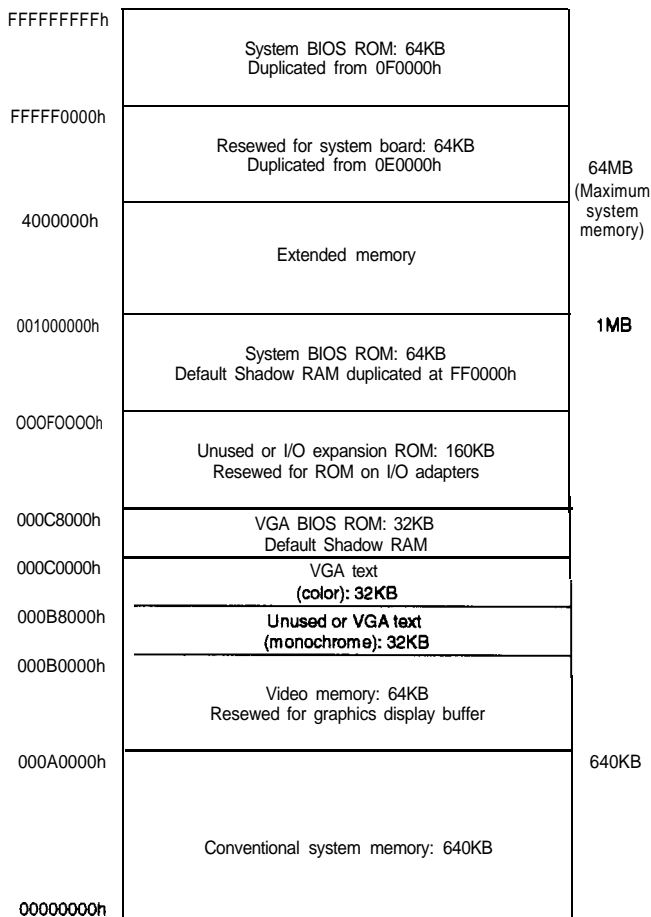 FFFFFFFFFh
System BIOS ROM: 64KB
Duplicated from 0F0000h
FFFFF0000h
Resewed for system board: 64KB
Duplicated from 0E0000h
64MB
(Maximum
system
memory)
4000000h
Extended memory
001000000h
1MB
System BIOS ROM: 64KB
Default Shadow RAM duplicated at FF0000h
000F0000h
Unused or I/O expansion ROM: 160KB
Resewed for ROM on I/O adapters
000C8000h
VGA BIOS ROM: 32KB
Default Shadow RAM
000C0000h
VGA text
(color): 32KB
000B8000h
Unused or VGA text
(monochrome): 32KB
000B0000h
Video memory: 64KB
Resewed for graphics display buffer
000A0000h
640KB
Conventional system memory: 640KB
00000000h